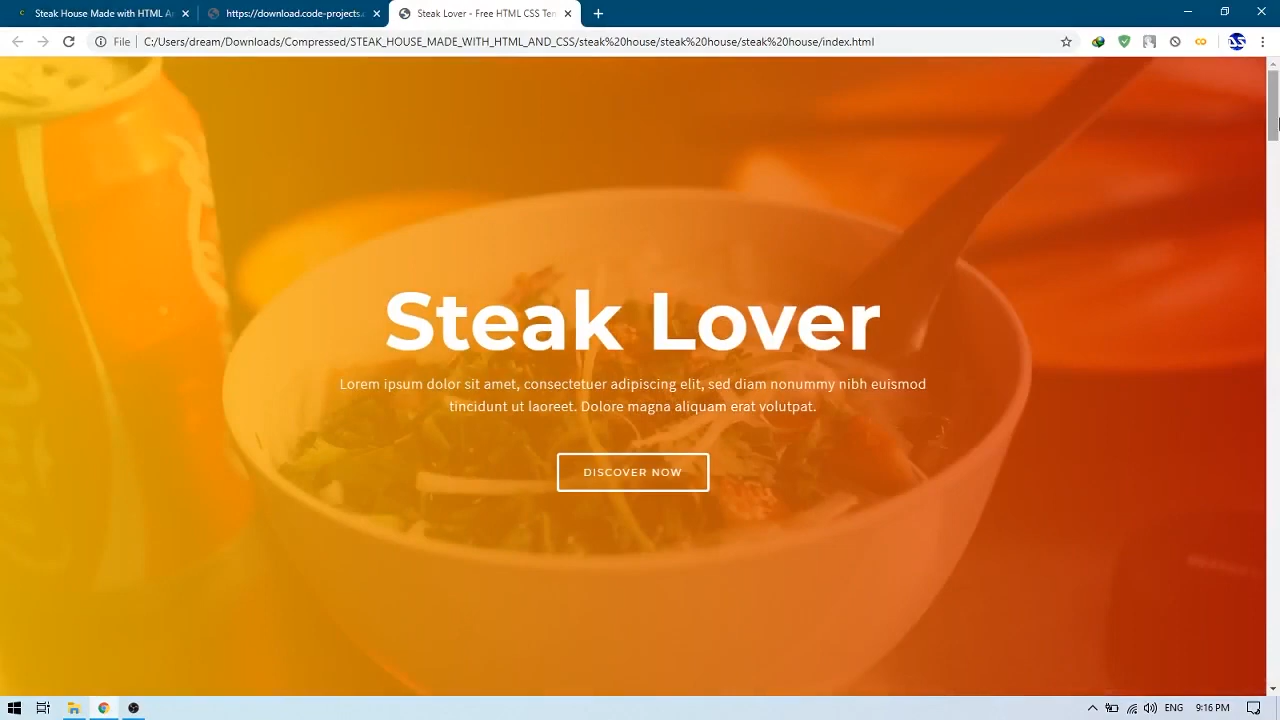 Steak House Made with HTML An
https://download.code-projects.o
Steak Lover - Free HTML CSS Tem
File
C:/Users/dream/Downloads/Compressed/STEAK_HOUSE_MADE_WITH_HTML_AND_CSS/steak%20house/steak%20house/steak%20house/index.html
Steak Lover
Lorem ipsum dolor sit amet, consectetuer adipiscing elit, sed diam nonummy nibh euismod
tincidunt ut laoreet. Dolore magna aliquam erat volutpat.
DISCOVER NOW
ENG
9:16 PM